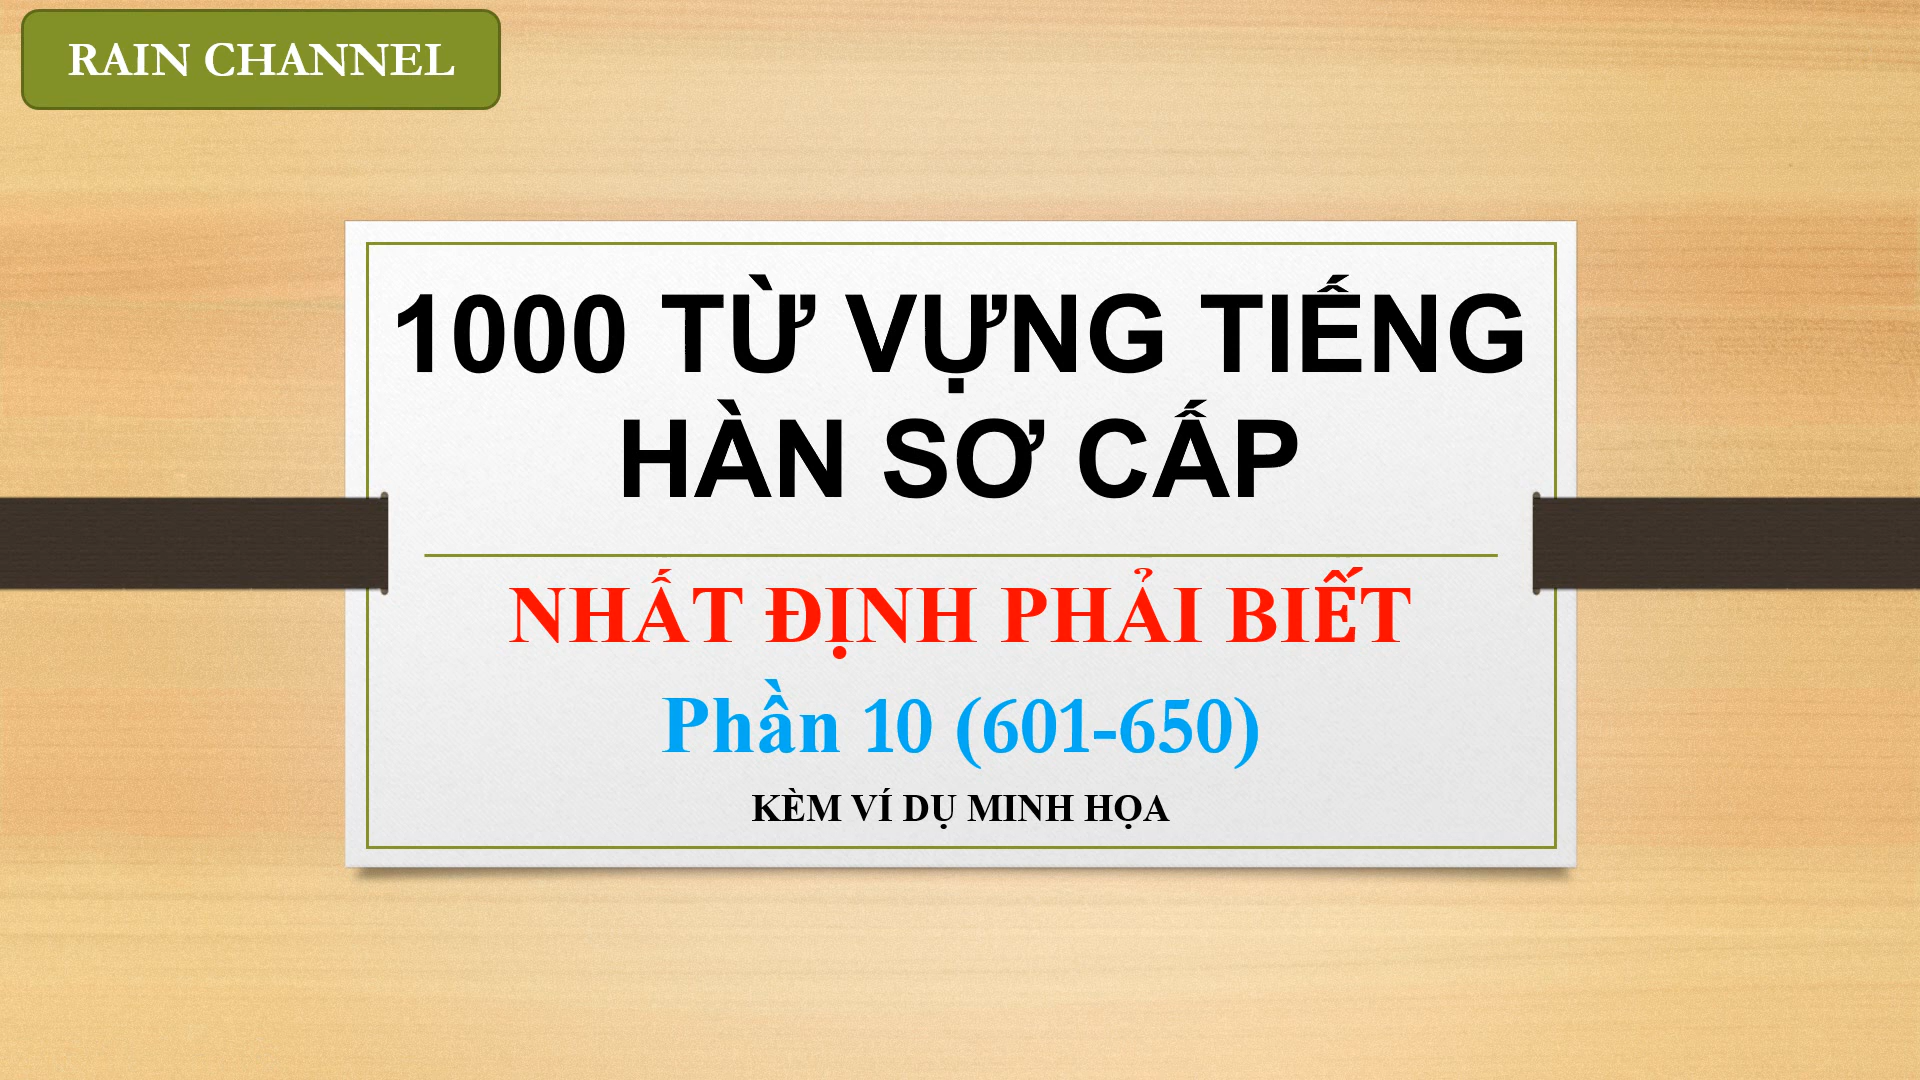 RAIN CHANNEL
1000 TỪ VỰNG TIẾNG
HÀN SƠ CẤP
NHẤT ĐỊNH PHẢI BIẾT
Phần 10 (601-650)
KÈM VÍ DỤ MINH HỌA